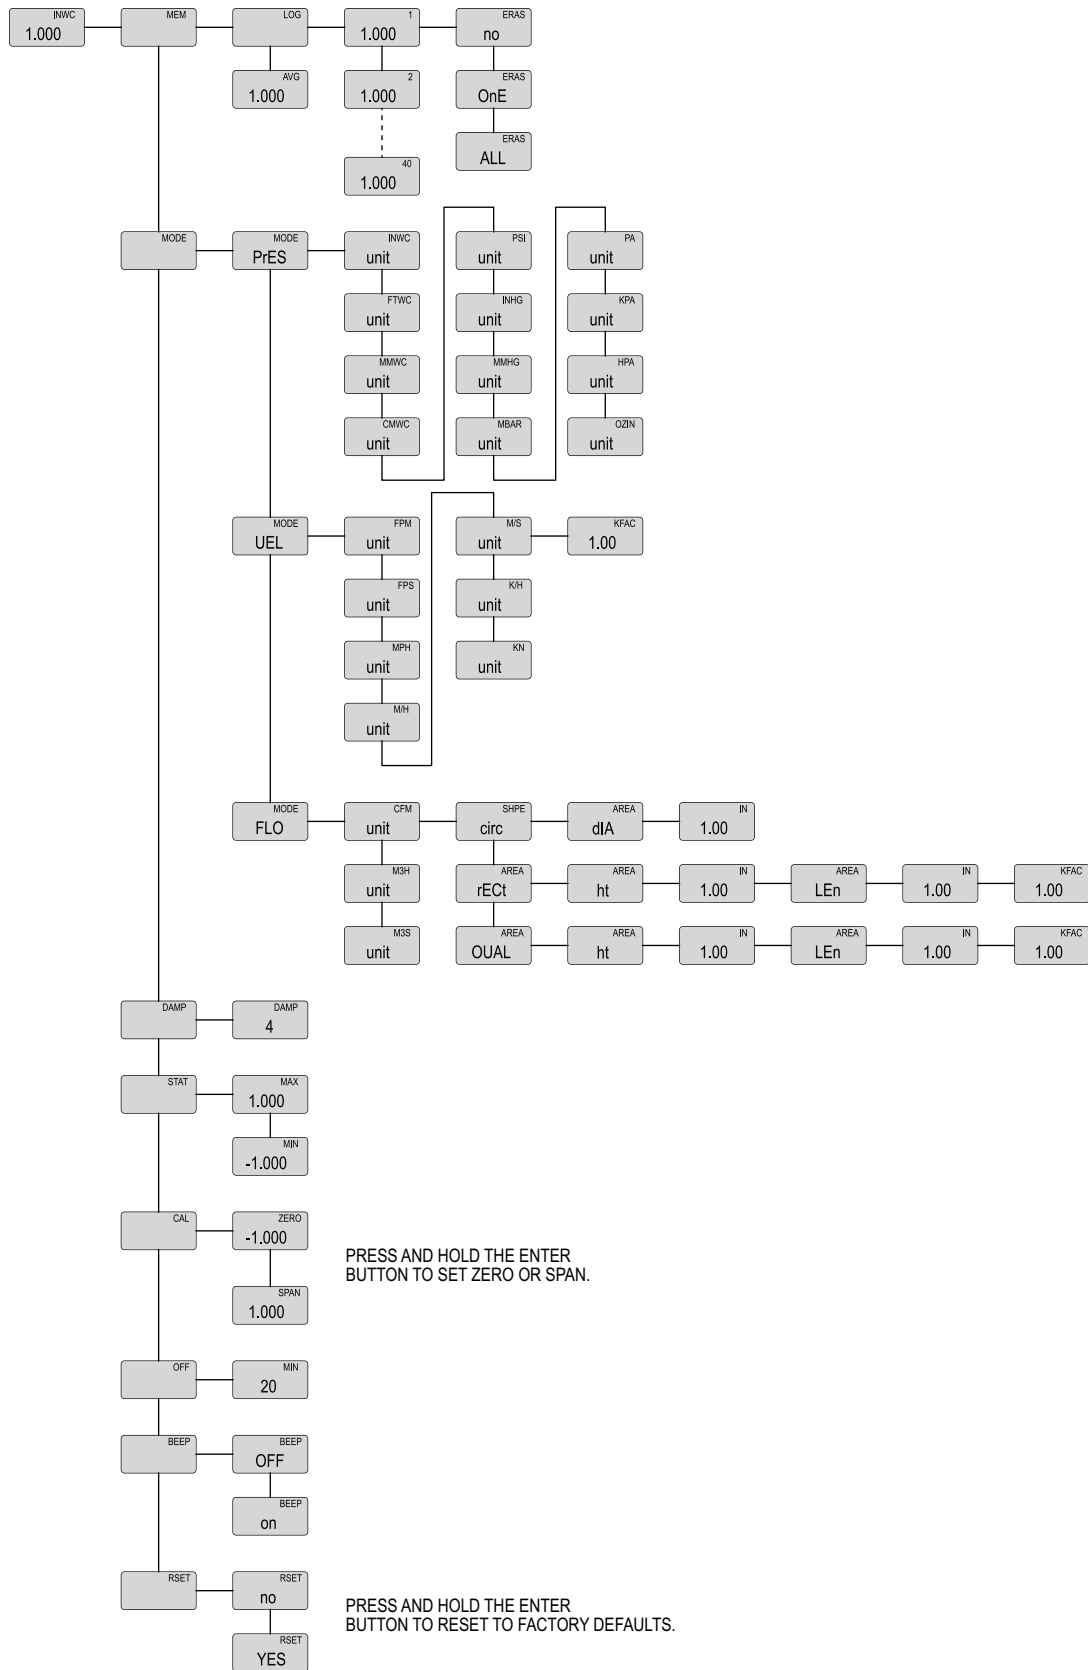 INWC
1.000
MEM
LOG
1
1.000
ERAS
no
AVG
1.000
2
1.000
ERAS
OnE
40
1.000
ERAS
ALL
MODE
MODE
PrES
INWC
unit
PSI
unit
PA
unit
FTWC
unit
INHG
unit
KPA
unit
MMWC
unit
MMHG
unit
HPA
unit
CMWC
unit
MBAR
unit
OZIN
unit
MODE
UEL
FPM
unit
M/S
unit
KFAC
1.00
FPS
unit
K/H
unit
MPH
unit
KN
unit
M/H
unit
MODE
FLO
CFM
unit
SHPE
circ
AREA
dIA
IN
1.00
M3H
unit
AREA
rECt
AREA
ht
IN
1.00
AREA
LEn
IN
1.00
KFAC
1.00
M3S
unit
AREA
OUAL
AREA
ht
IN
1.00
AREA
LEn
IN
1.00
KFAC
1.00
DAMP
DAMP
4
STAT
MAX
1.000
MIN
-1.000
CAL
ZERO
-1.000
SPAN
1.000
PRESS AND HOLD THE ENTER
BUTTON TO SET ZERO OR SPAN.
OFF
MIN
20
BEEP
BEEP
OFF
BEEP
on
RSET
RSET
no
RSET
YES
PRESS AND HOLD THE ENTER
BUTTON TO RESET TO FACTORY DEFAULTS.